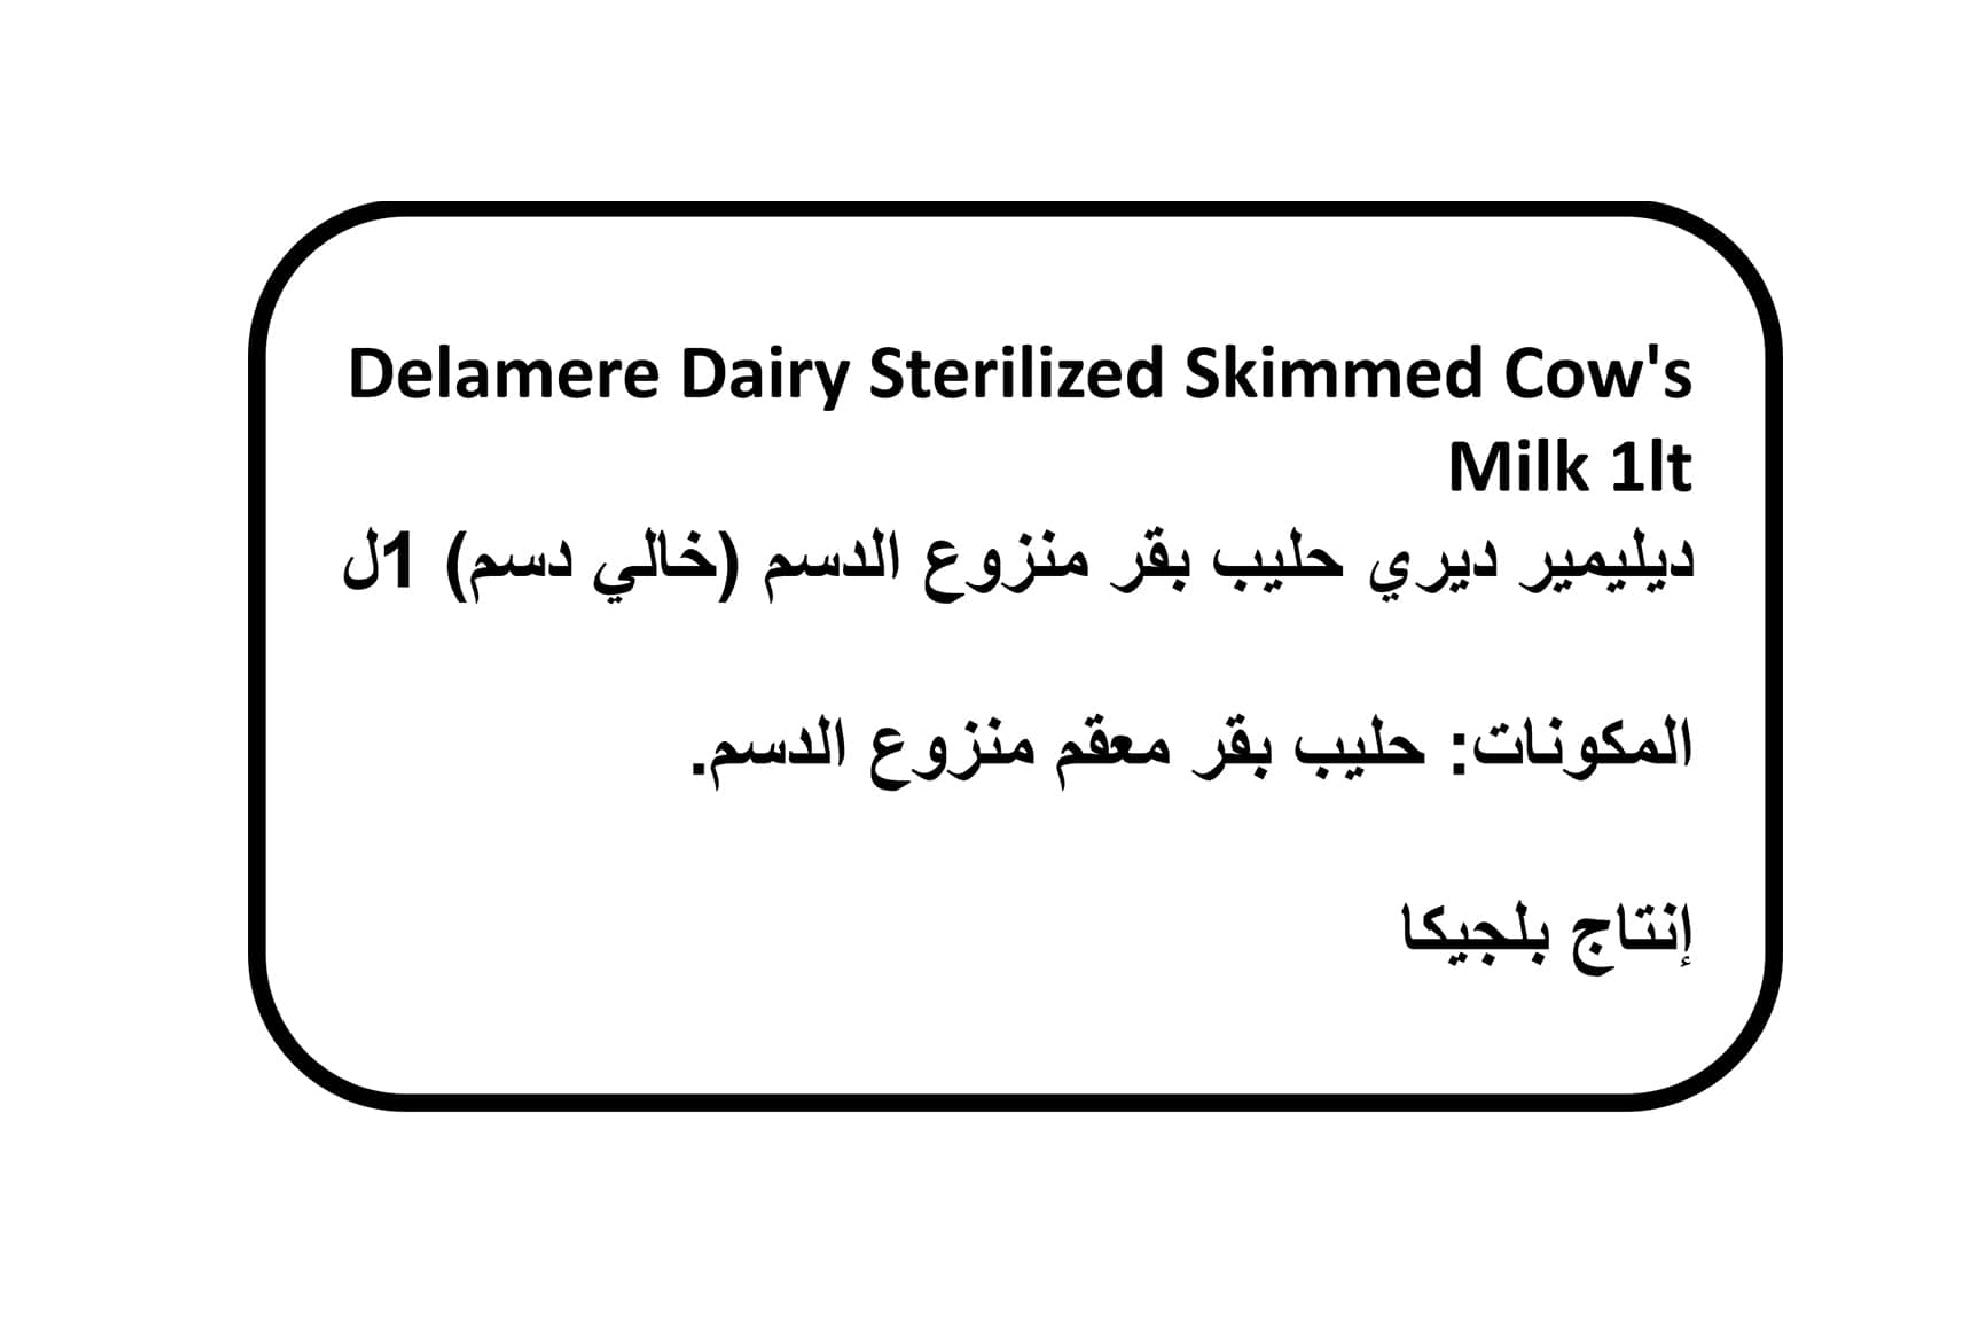 Delamere Dairy Sterilized Skimmed Cow's
Milk 1lt
ديليمير ديري حليب بقر منزوع الدسم (خالي دسم) 1ل
المكونات: حليب بقر معقم منزوع الدسم.
إنتاج بلجيكا